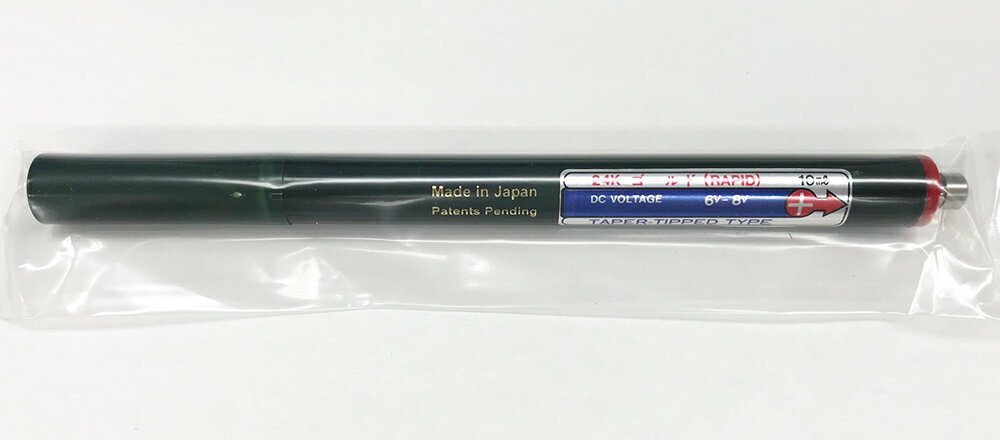 Made in Japan
Patents Pending
24K ゴールド (RAPID) 10mℓ
DC VOLTAGE 6V-8V
+
TAPER-TIPPED TYPE